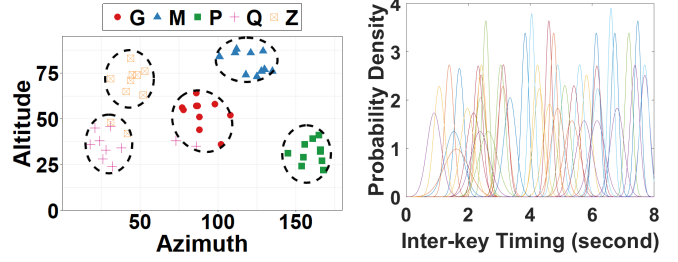 G M P Q Z
Altitude
75
50
25
0
50
100
150
Azimuth
Probability Density
4
3
2
1
0
0 2 4 6 8
Inter-key Timing (second)